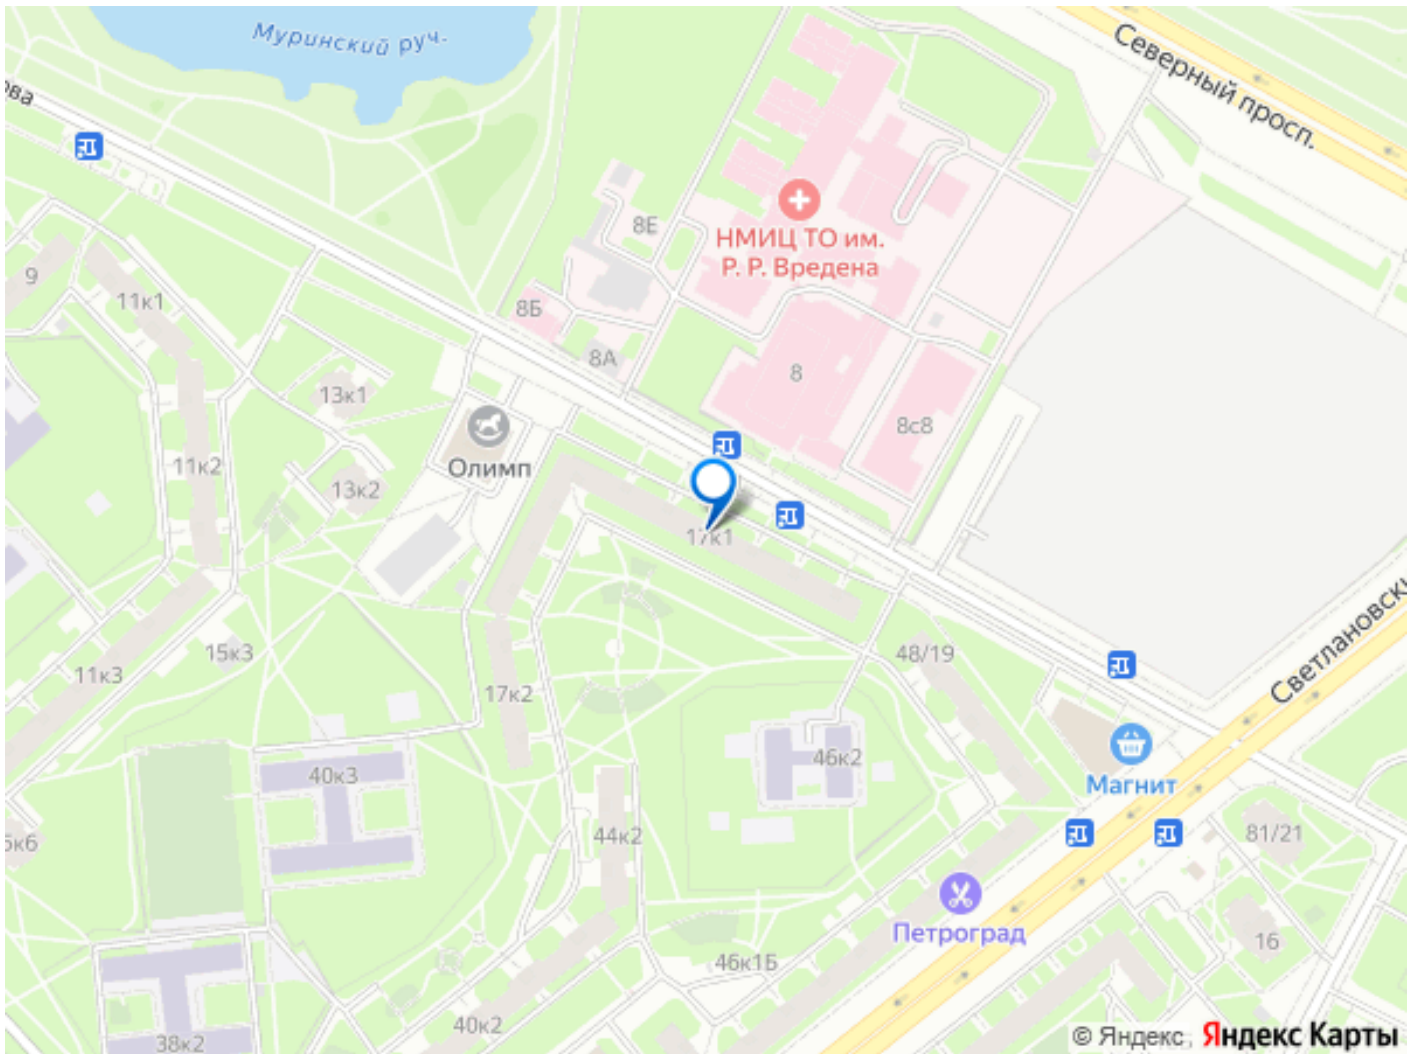 Муринский руч.
Северный просп.
ова
8Е
НМИЦ ТО им.
Р. Р. Вредена
9
11к1
8Б
8А
8
13к1
8с8
11к2
Олимп
13к2
17к1
Светлановски
15к3
48/19
11к3
17к2
46к2
40к3
Магнит
44к2
81/21
5к6
Петроград
16
46к1Б
40к2
38к2
© Яндекс, Яндекс Карты